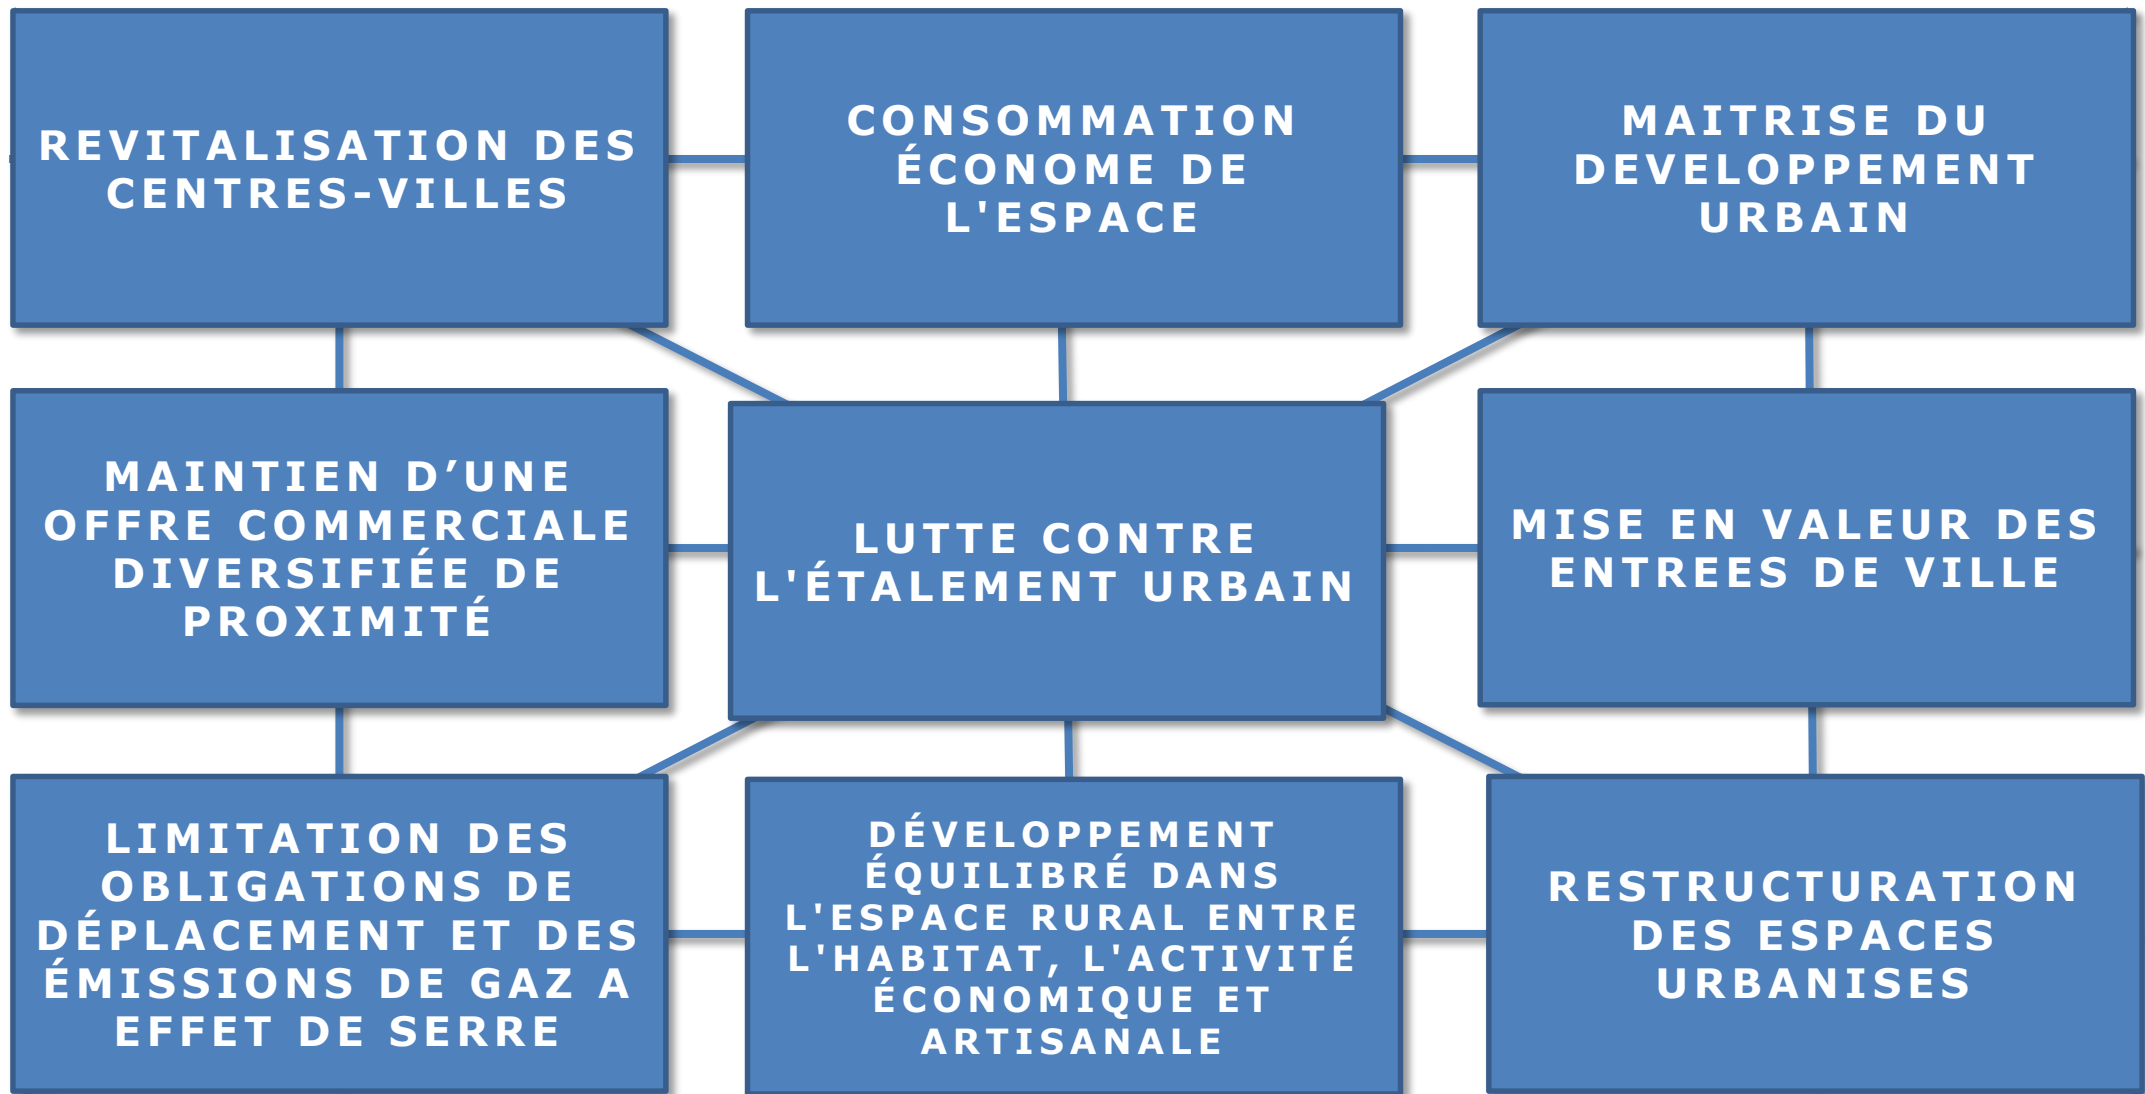 REVITALISATION DES
CENTRES-VILLES
CONSOMMATION
ÉCONOME DE
L'ESPACE
MAITRISE DU
DEVELOPPEMENT
URBAIN
MAINTIEN D’UNE
OFFRE COMMERCIALE
DIVERSIFIÉE DE
PROXIMITÉ
LUTTE CONTRE
L'ÉTALEMENT URBAIN
MISE EN VALEUR DES
ENTREES DE VILLE
LIMITATION DES
OBLIGATIONS DE
DÉPLACEMENT ET DES
ÉMISSIONS DE GAZ A
EFFET DE SERRE
DÉVELOPPEMENT
ÉQUILIBRÉ DANS
L'ESPACE RURAL ENTRE
L'HABITAT, L'ACTIVITÉ
ÉCONOMIQUE ET
ARTISANALE
RESTRUCTURATION
DES ESPACES
URBANISES